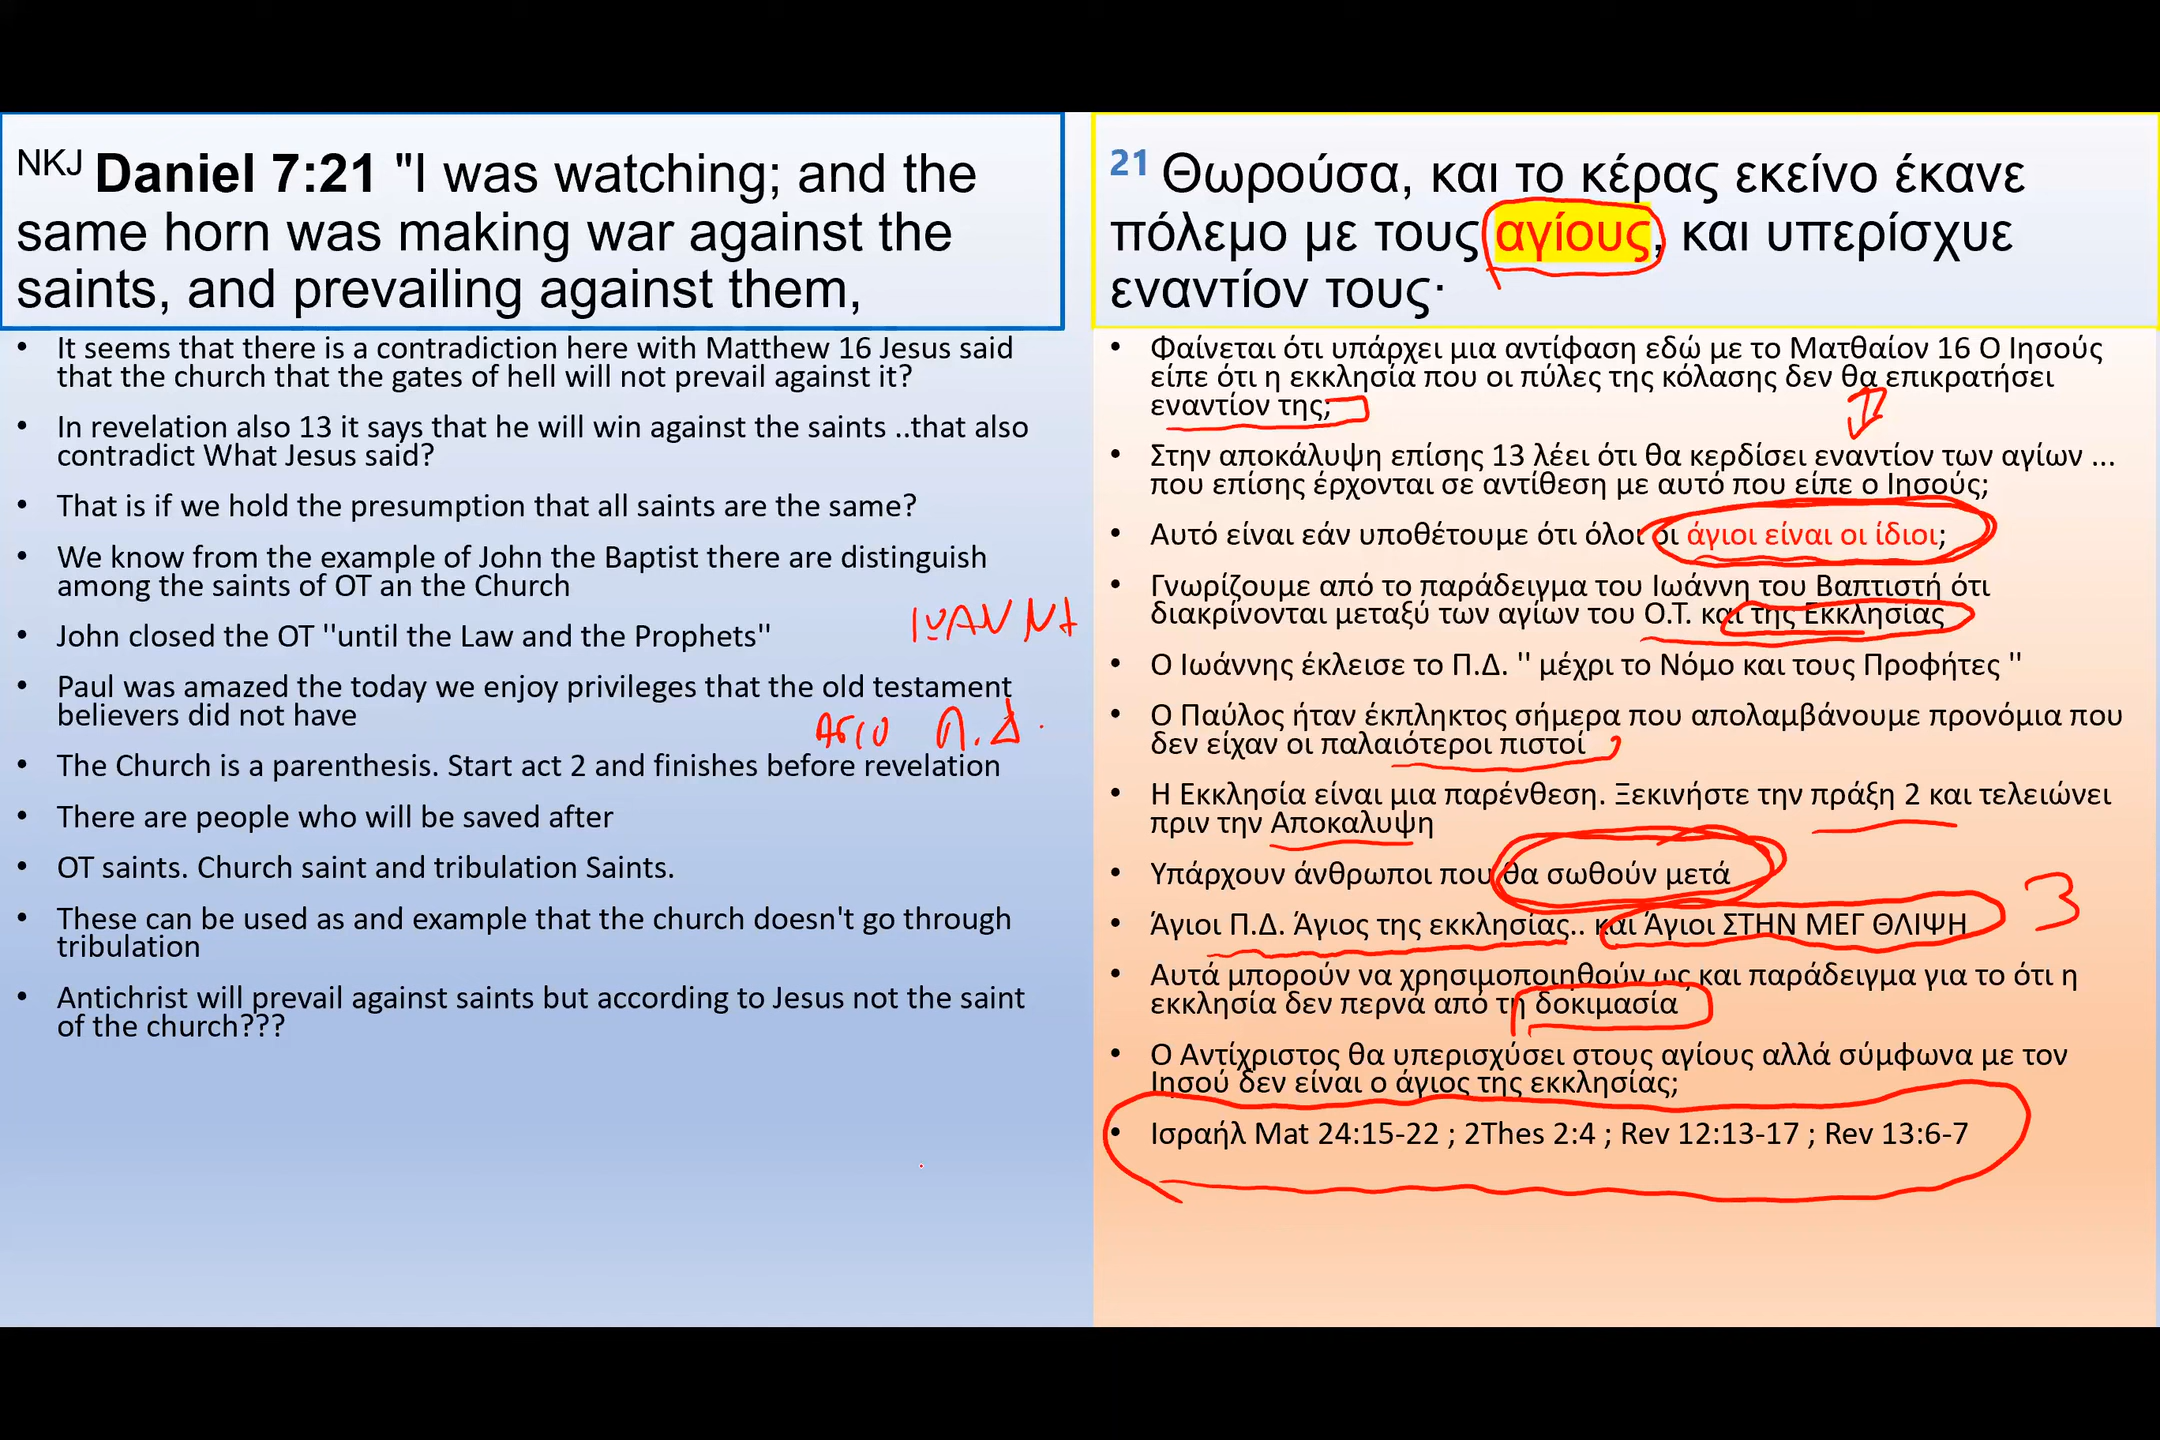 NKJ Daniel 7:21 "I was watching; and the
same horn was making war against the
saints, and prevailing against them,
• It seems that there is a contradiction here with Matthew 16 Jesus said
that the church that the gates of hell will not prevail against it?
• In revelation also 13 it says that he will win against the saints ..that also
contradict What Jesus said?
• That is if we hold the presumption that all saints are the same?
• We know from the example of John the Baptist there are distinguish
among the saints of OT an the Church
• John closed the OT "until the Law and the Prophets"
• Paul was amazed the today we enjoy privileges that the old testament
believers did not have
• The Church is a parenthesis. Start act 2 and finishes before revelation
• There are people who will be saved after
• OT saints. Church saint and tribulation Saints.
• These can be used as and example that the church doesn't go through
tribulation
• Antichrist will prevail against saints but according to Jesus not the saint
of the church???
Π.Δ.
21 Θωρούσα, και το κέρας εκείνο έκανε
πόλεμο με τους αγίους, και υπερίσχυε
εναντίον τους·
• Φαίνεται ότι υπάρχει μια αντίφαση εδώ με το Ματθαίον 16 Ο Ιησούς
είπε ότι η εκκλησία που οι πύλες της κόλασης δεν θα επικρατήσει
εναντίον της;
• Στην αποκάλυψη επίσης 13 λέει ότι θα κερδίσει εναντίον των αγίων ...
που επίσης έρχονται σε αντίθεση με αυτό που είπε ο Ιησούς;
• Αυτό είναι εάν υποθέτουμε ότι όλοι οι άγιοι είναι οι ίδιοι;
• Γνωρίζουμε από το παράδειγμα του Ιωάννη του Βαπτιστή ότι
διακρίνονται μεταξύ των αγίων του Ο.Τ. και της Εκκλησίας
• Ο Ιωάννης έκλεισε το Π.Δ. " μέχρι το Νόμο και τους Προφήτες "
• Ο Παύλος ήταν έκπληκτος σήμερα που απολαμβάνουμε προνόμια που
δεν είχαν οι παλαιότεροι πιστοί
• Η Εκκλησία είναι μια παρένθεση. Ξεκινήστε την πράξη 2 και τελειώνει
πριν την Αποκαλυψη
• Υπάρχουν άνθρωποι που θα σωθούν μετά
• Άγιοι Π.Δ. Άγιος της εκκλησίας.. και Άγιοι ΣΤΗΝ ΜΕΓ ΘΛΙΨΗ
3
• Αυτά μπορούν να χρησιμοποιηθούν ως και παράδειγμα για το ότι η
εκκλησία δεν περνά από τη δοκιμασία
• Ο Αντίχριστος θα υπερισχύσει στους αγίους αλλά σύμφωνα με τον
Ιησού δεν είναι ο άγιος της εκκλησίας;
• Ισραήλ Mat 24:15-22 ; 2Thes 2:4 ; Rev 12:13-17 ; Rev 13:6-7